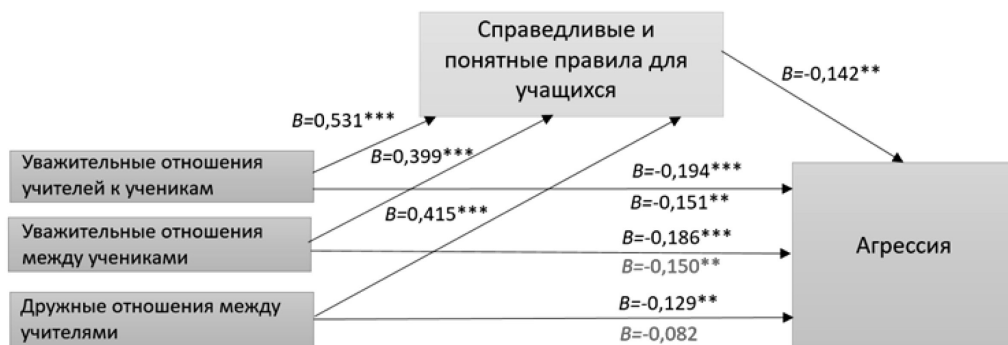 Справедливые и
понятные правила для
учащихся
B=-0,142**
B=0,531***
B=0,399***
B=0,415***
Уважительные отношения
учителей к ученикам
B=-0,194***
B=-0,151**
Уважительные отношения
между учениками
B=-0,186***
B=-0,150**
Дружные отношения между
учителями
B=-0,129**
B=-0,082
Агрессия